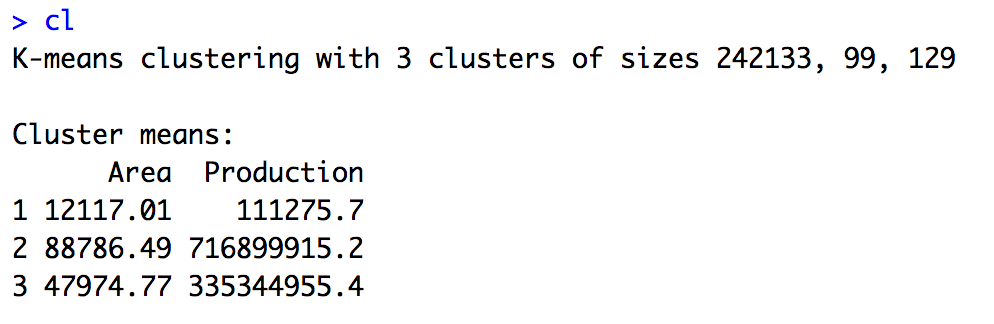 > cl
K-means clustering with 3 clusters of sizes 242133, 99, 129
Cluster means:
Area Production
1 12117.01 111275.7
2 88786.49 716899915.2
3 47974.77 335344955.4